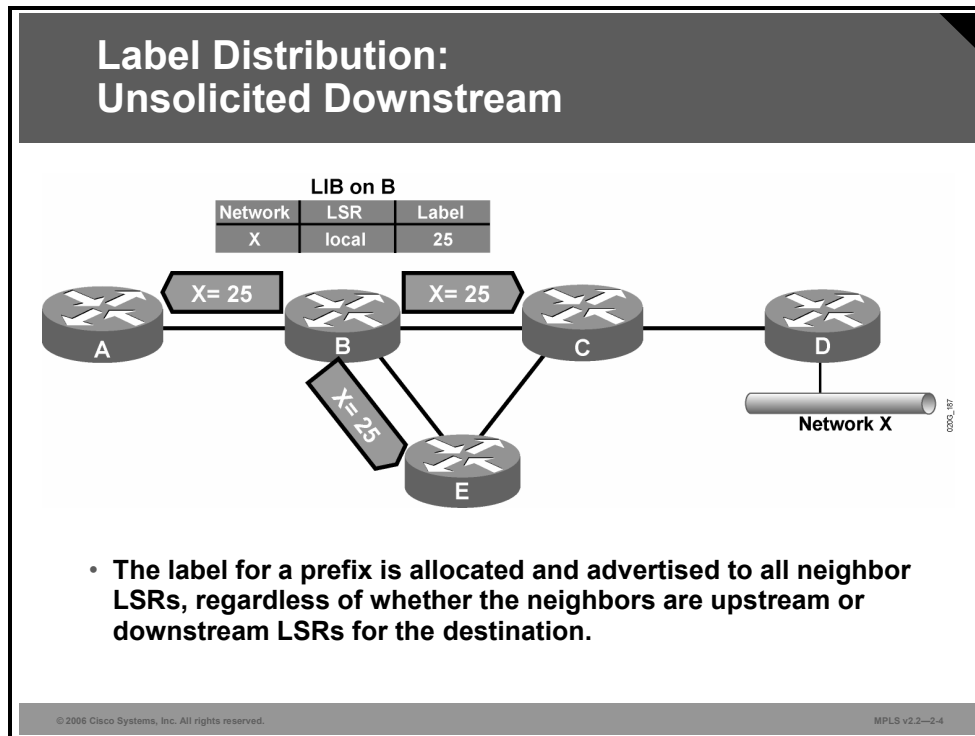 Label Distribution:
Unsolicited Downstream
LIB on B
Network LSR Label
X local 25
X= 25 X= 25
A B C D
X= 25
Network X
E
020G_187
• The label for a prefix is allocated and advertised to all neighbor
LSRs, regardless of whether the neighbors are upstream or
downstream LSRs for the destination.
© 2006 Cisco Systems, Inc. All rights reserved. MPLS v2.2—2-4